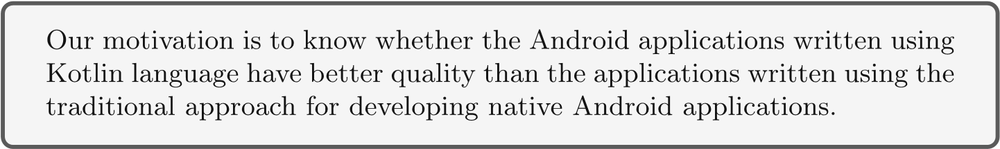 Our motivation is to know whether the Android applications written using
Kotlin language have better quality than the applications written using the
traditional approach for developing native Android applications.